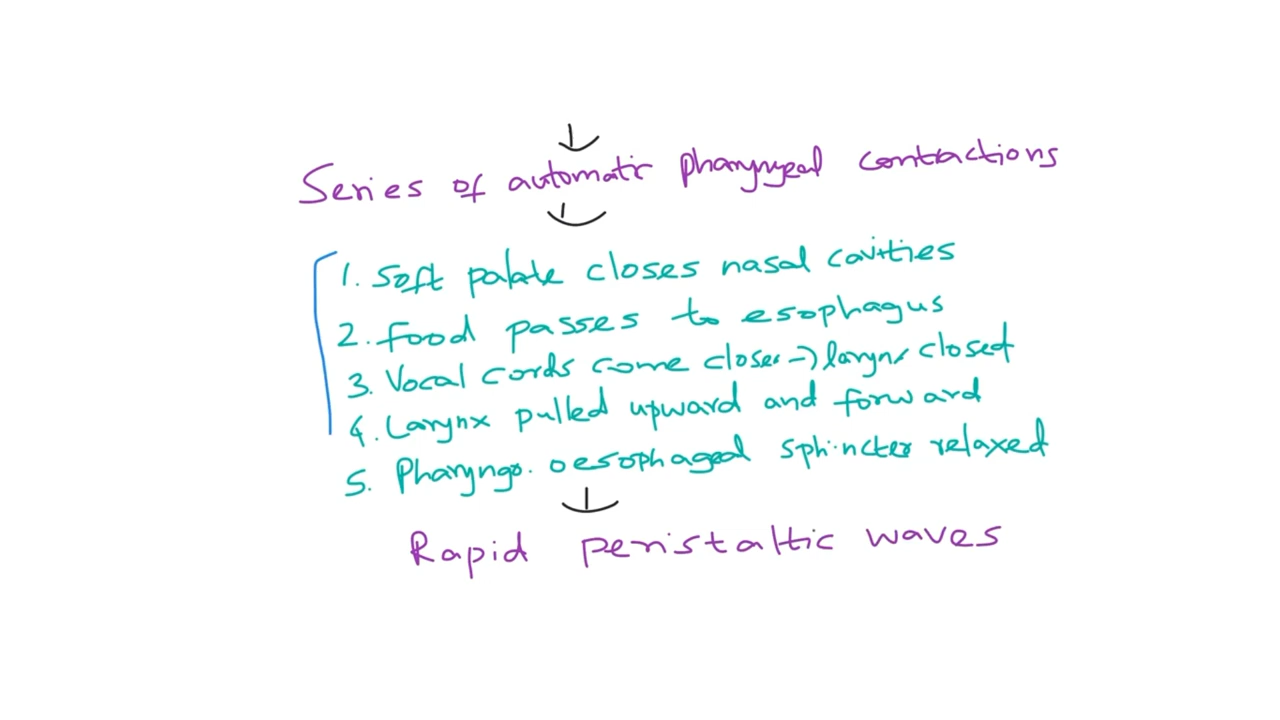 Series of automatic pharyngeal contractions
1. Soft palate closes nasal cavities
2. Food passes to esophagus
3. Vocal cords come closer → larynx closed
4. Larynx pulled upward and forward
5. Pharyngo-oesophageal sphincter relaxed
Rapid peristaltic waves